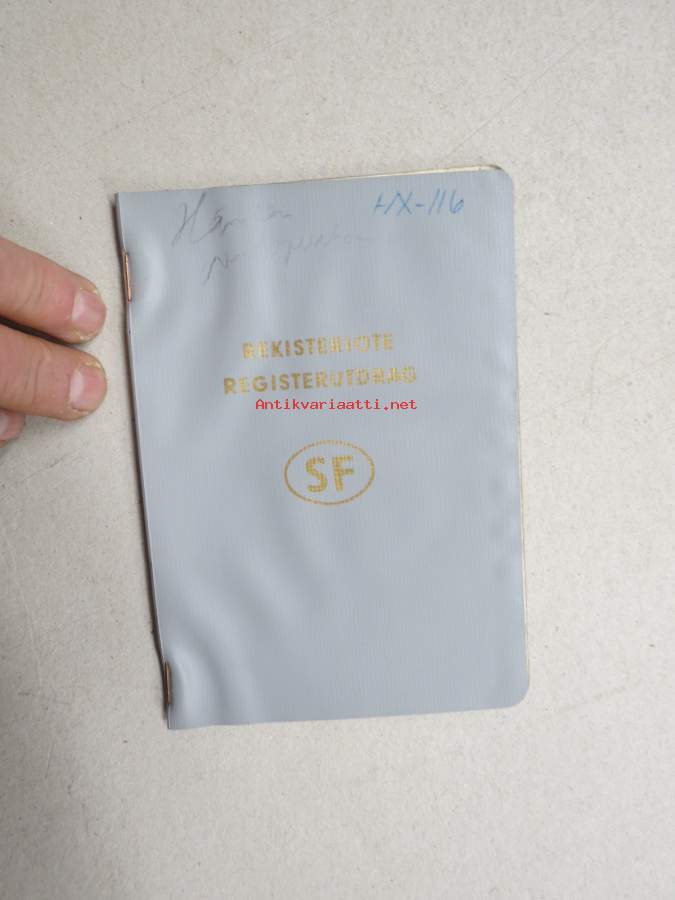 HX-116
REKISTERIOTE
REGISTERUTDRAG
Antikvariaatti.net
SF